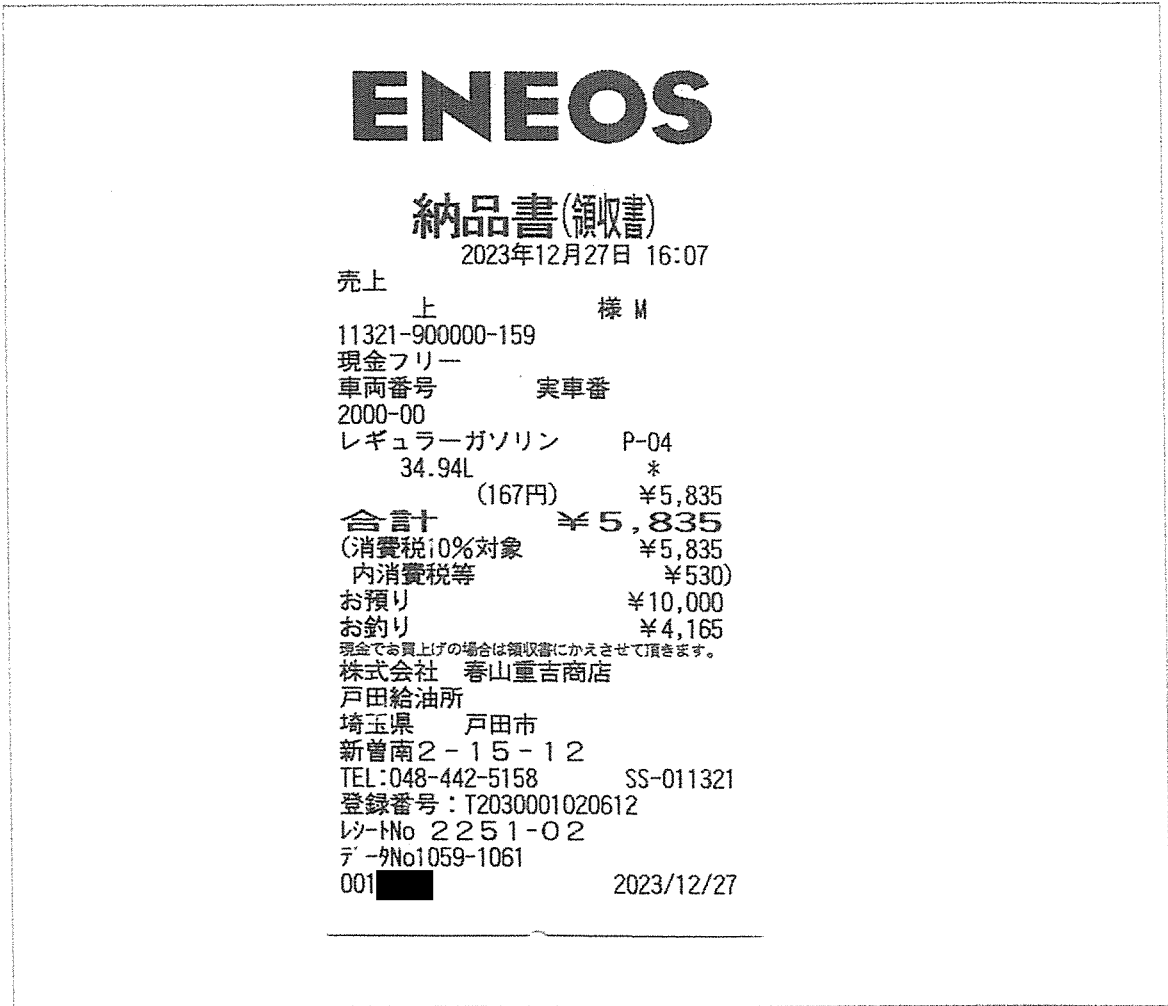 ENEOS
納品書(領収書)
2023年12月27日 16:07
売上
上 様 M
11321-900000-159
現金フリー
車両番号 実車番
2000-00
レギュラーガソリン P-04
34.94L *
(167円) ¥5,835
合計 ¥5,835
(消費税10%対象 ¥5,835
内消費税等 ¥530)
お預り ¥10,000
お釣り ¥4,165
現金でお買上げの場合は領収書にかえさせて頂きます。
株式会社 春山重吉商店
戸田給油所
埼玉県 戸田市
新曽南2-15-12
TEL:048-442-5158 SS-011321
登録番号:T2030001020612
レシートNo 2251-02
データNo1059-1061
001 2023/12/27